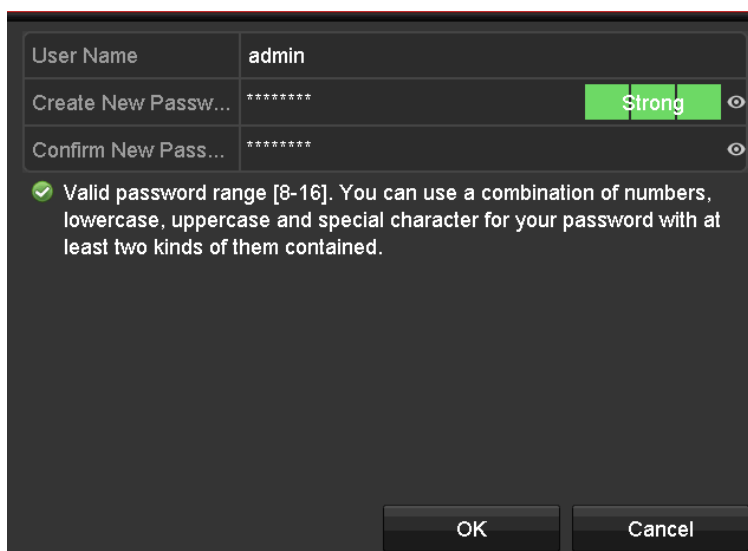 User Name admin
Create New Passw... ******** Strong
Confirm New Pass... ********
Valid password range [8-16]. You can use a combination of numbers,
lowercase, uppercase and special character for your password with at
least two kinds of them contained.
OK Cancel